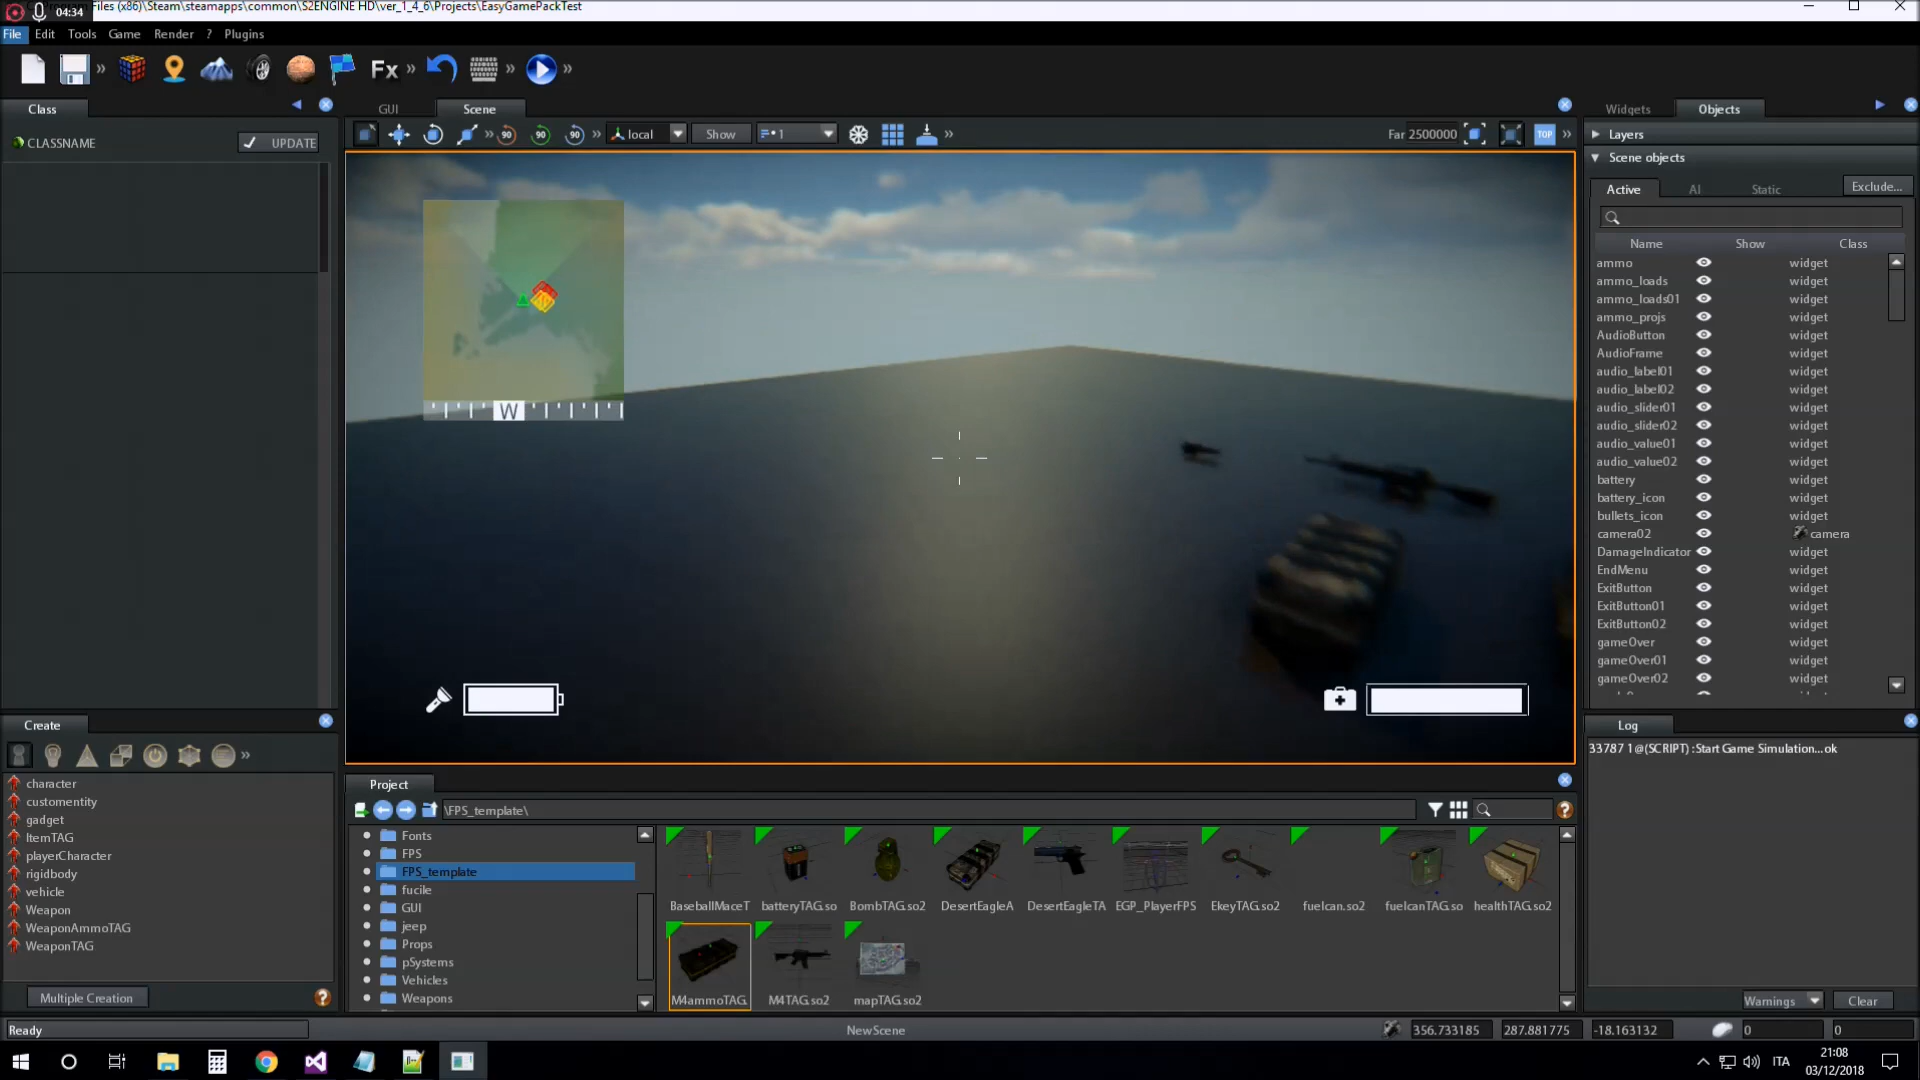 04:34
Files (x86)\Steam\steamapps\common\S2ENGINE HD\ver_1_4_6\Projects\EasyGamePackTest
File Edit Tools Game Render ? Plugins
Fx
Class
CLASSNAME
UPDATE
GUI
Scene
90
90
90
local
Show
1
Far 2500000
TOP
W
Widgets
Objects
Layers
Scene objects
Active
AI
Static
Exclude...
Name Show Class
ammo widget
ammo_loads widget
ammo_loads01 widget
ammo_projs widget
AudioButton widget
AudioFrame widget
audio_label01 widget
audio_label02 widget
audio_slider01 widget
audio_slider02 widget
audio_value01 widget
audio_value02 widget
battery widget
battery_icon widget
bullets_icon widget
camera02 camera
DamageIndicator widget
EndMenu widget
ExitButton widget
ExitButton01 widget
ExitButton02 widget
gameOver widget
gameOver01 widget
gameOver02 widget
Create
character
customentity
gadget
ItemTAG
playerCharacter
rigidbody
vehicle
Weapon
WeaponAmmoTAG
WeaponTAG
Multiple Creation
Project
\FPS_template\
Fonts
FPS
FPS_template
fucile
GUI
jeep
Props
pSystems
Vehicles
Weapons
BaseballMaceT
batteryTAG.so
BombTAG.so2
DesertEagleA
DesertEagleTA
EGP_PlayerFPS
EkeyTAG.so2
fuelcan.so2
fuelcanTAG.so
healthTAG.so2
M4ammoTAG.
M4TAG.so2
mapTAG.so2
Log
33787 1@(SCRIPT) :Start Game Simulation...ok
Warnings
Clear
Ready
NewScene
356.733185
287.881775
-18.163132
0
0
ITA
21:08
03/12/2018